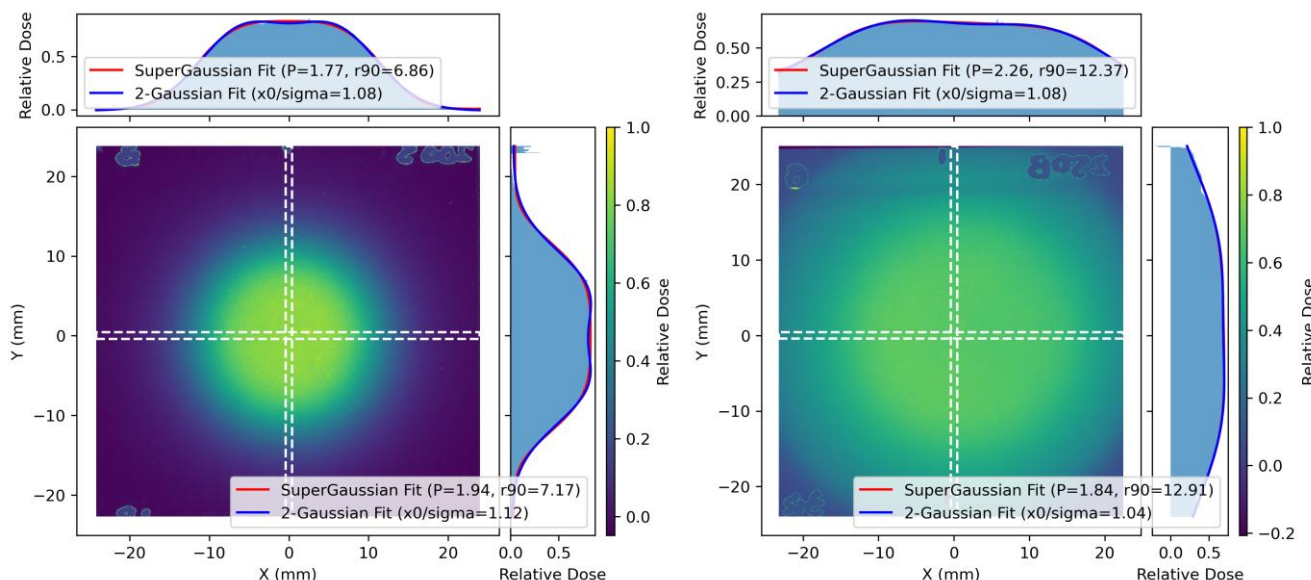 Relative Dose
0.5
0.0
SuperGaussian Fit (P=1.77, r90=6.86)
2-Gaussian Fit (x0/sigma=1.08)
Y (mm)
20
10
0
−10
−20
−20
−10
0
10
20
X (mm)
SuperGaussian Fit (P=1.94, r90=7.17)
2-Gaussian Fit (x0/sigma=1.12)
0.0
0.5
Relative Dose
1.0
0.8
0.6
0.4
0.2
0.0
Relative Dose
Relative Dose
0.75
0.50
0.25
0.00
SuperGaussian Fit (P=2.26, r90=12.37)
2-Gaussian Fit (x0/sigma=1.08)
Y (mm)
20
10
0
−10
−20
−20
−10
0
10
20
X (mm)
SuperGaussian Fit (P=1.84, r90=12.91)
2-Gaussian Fit (x0/sigma=1.04)
0.0
0.5
Relative Dose
1.0
0.8
0.6
0.4
0.2
0.0
−0.2
Relative Dose